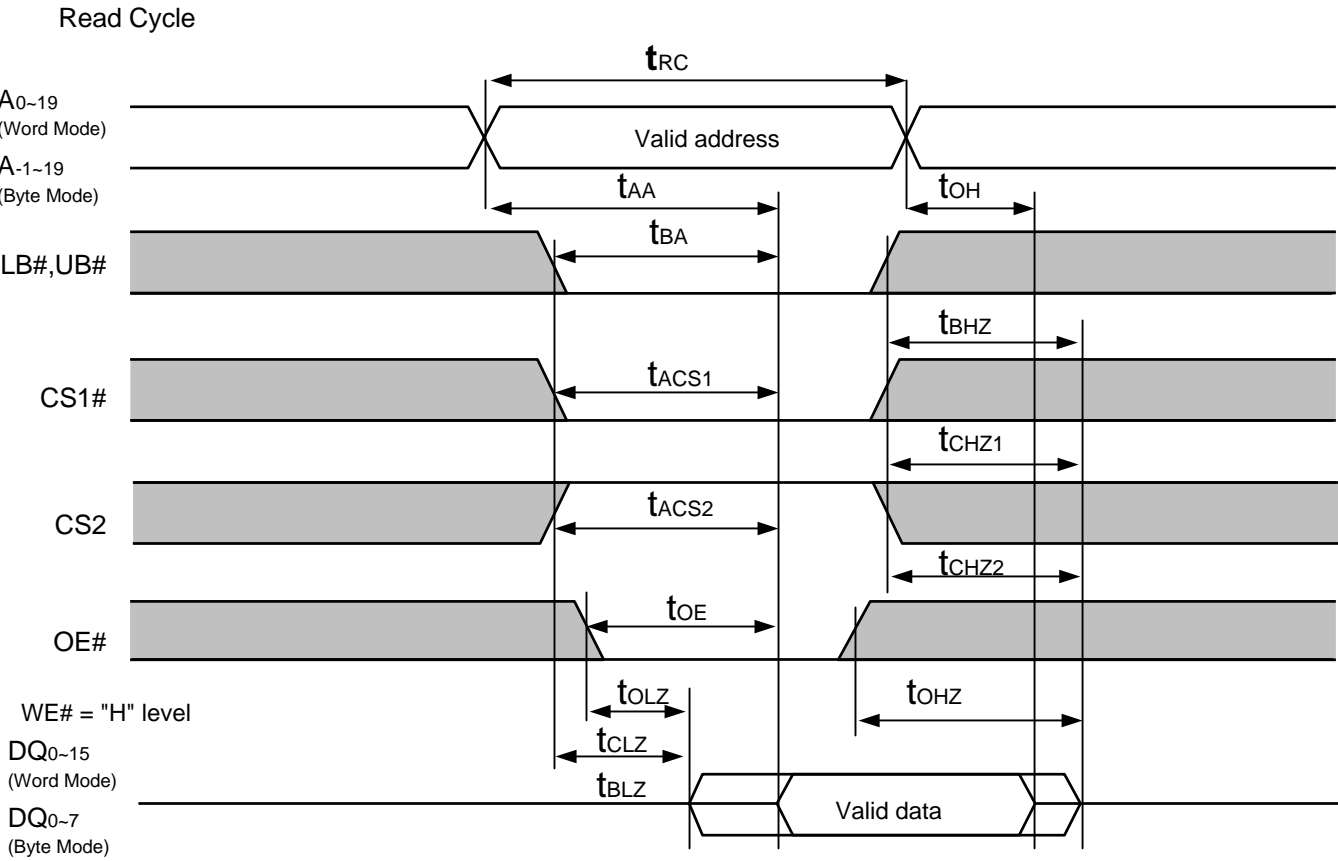 Read Cycle
tRC
A0~19
(Word Mode)
Valid address
A-1~19
(Byte Mode)
tAA
tOH
tBA
LB#,UB#
tBHZ
tACS1
CS1#
tCHZ1
tACS2
CS2
tCHZ2
tOE
OE#
tOLZ
tOHZ
WE# = "H" level
tCLZ
DQ0~15
(Word Mode)
tBLZ
Valid data
DQ0~7
(Byte Mode)